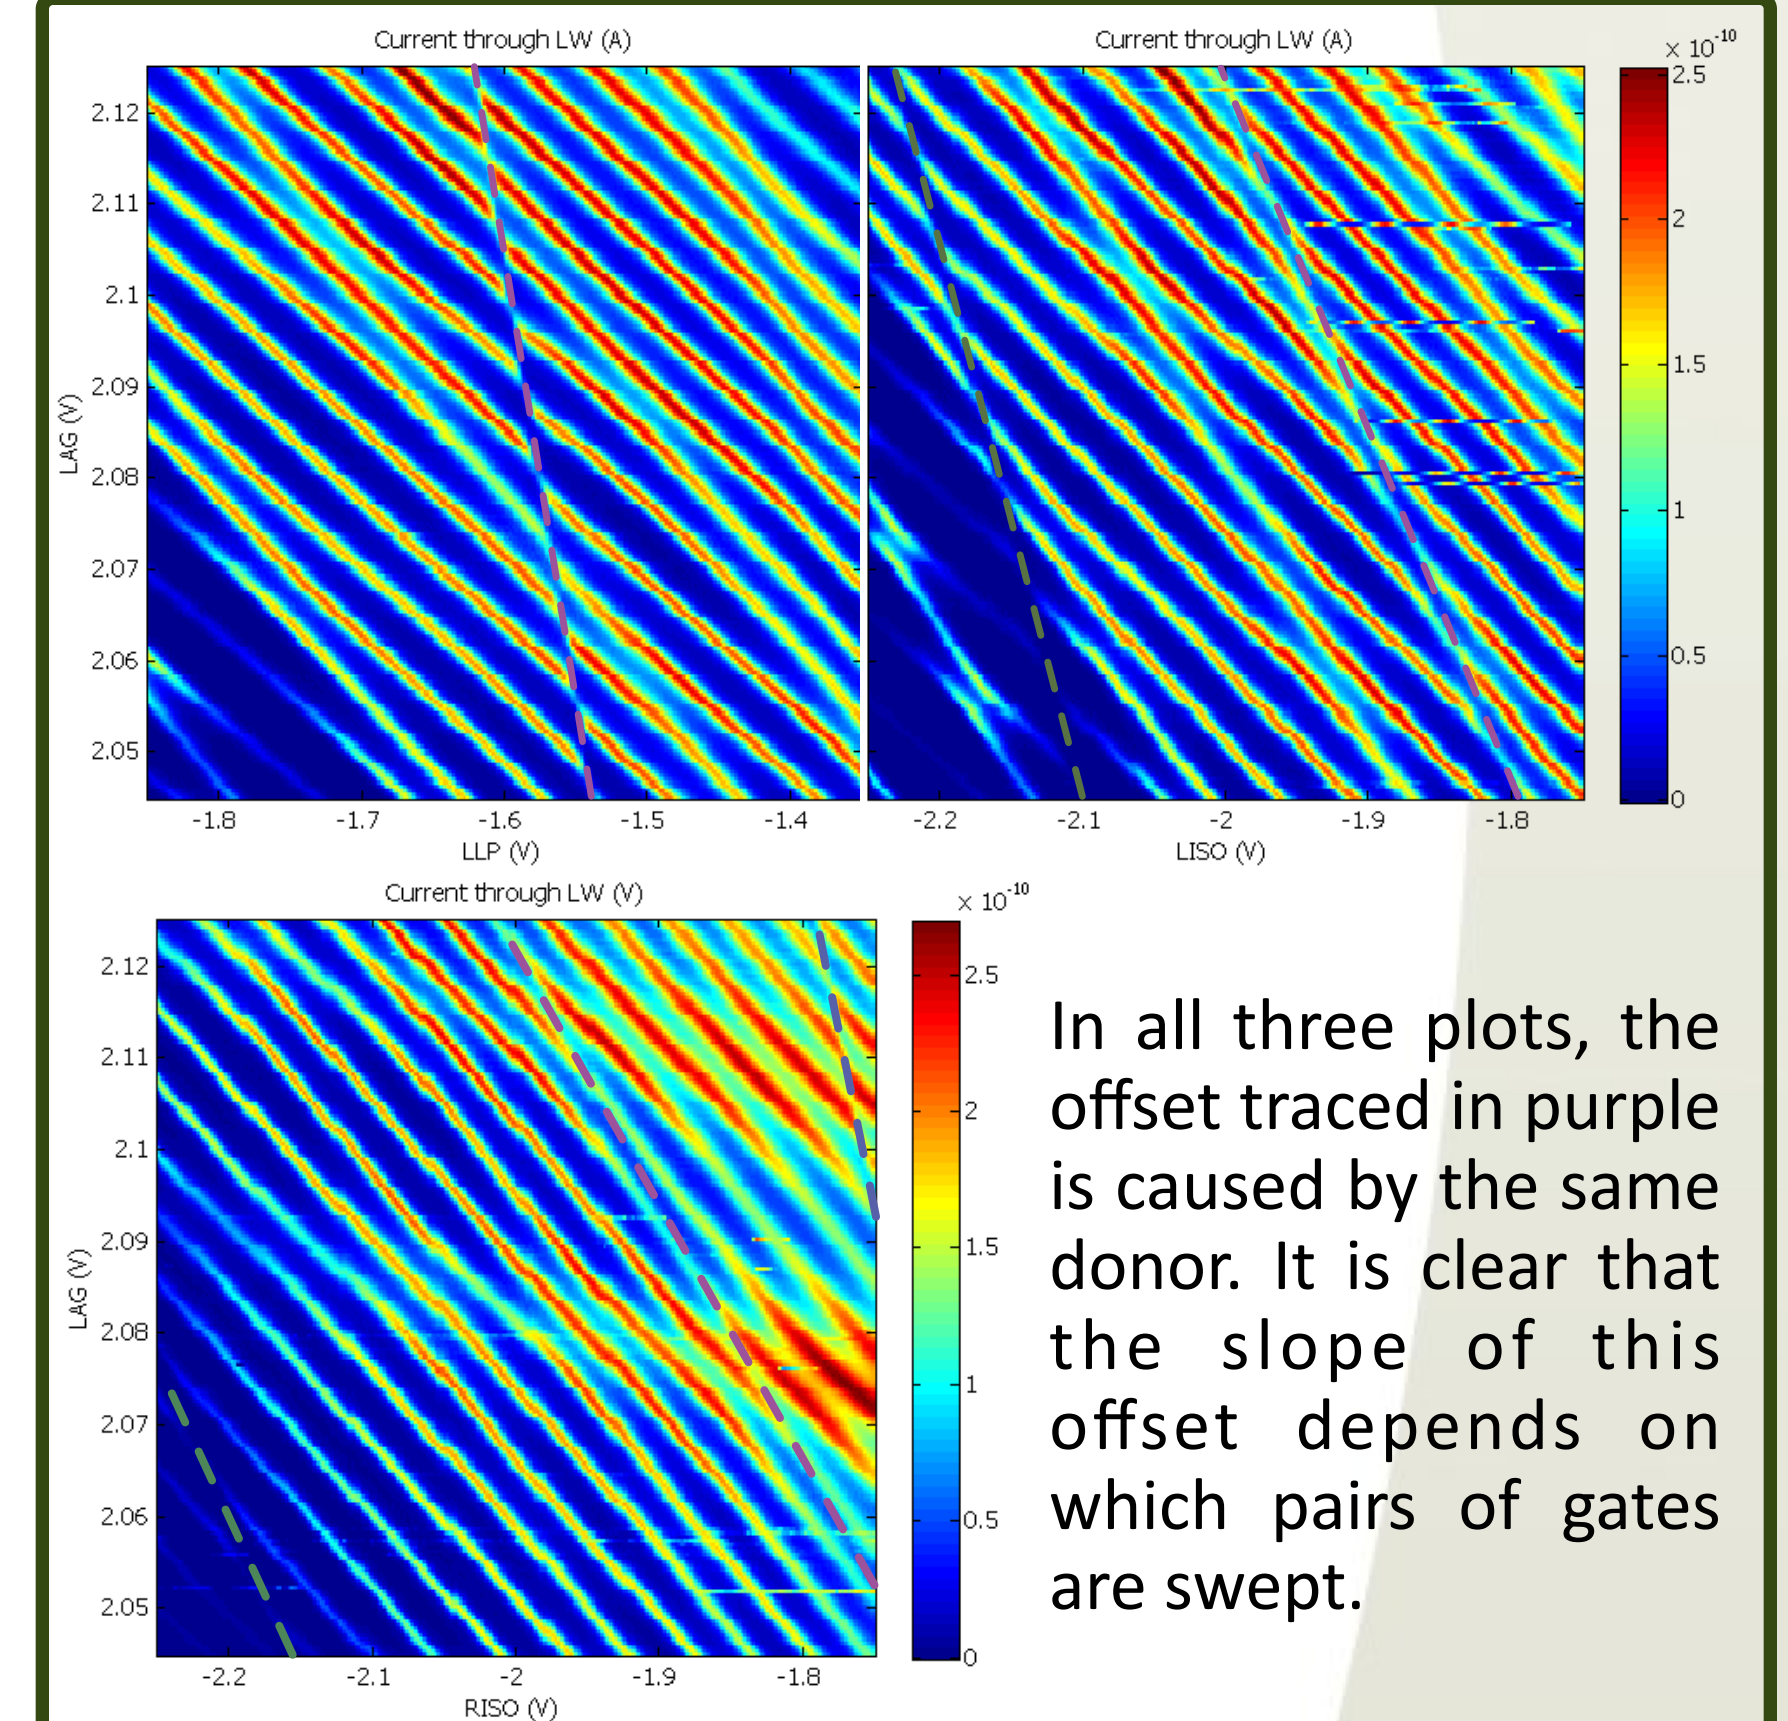 Current through LW (A)
2.12
2.11
2.1
2.09
2.08
2.07
2.06
2.05
LAG (V)
-1.8 -1.7 -1.6 -1.5 -1.4
LLP (V)
Current through LW (A)
-2.2 -2.1 -2 -1.9 -1.8
LISO (V)
× 10-10
2.5
2
1.5
1
0.5
0
Current through LW (V)
2.12
2.11
2.1
2.09
2.08
2.07
2.06
2.05
LAG (V)
-2.2 -2.1 -2 -1.9 -1.8
RISO (V)
× 10-10
2.5
2
1.5
1
0.5
0
In all three plots, the
offset traced in purple
is caused by the same
donor. It is clear that
the slope of this
offset depends on
which pairs of gates
are swept.